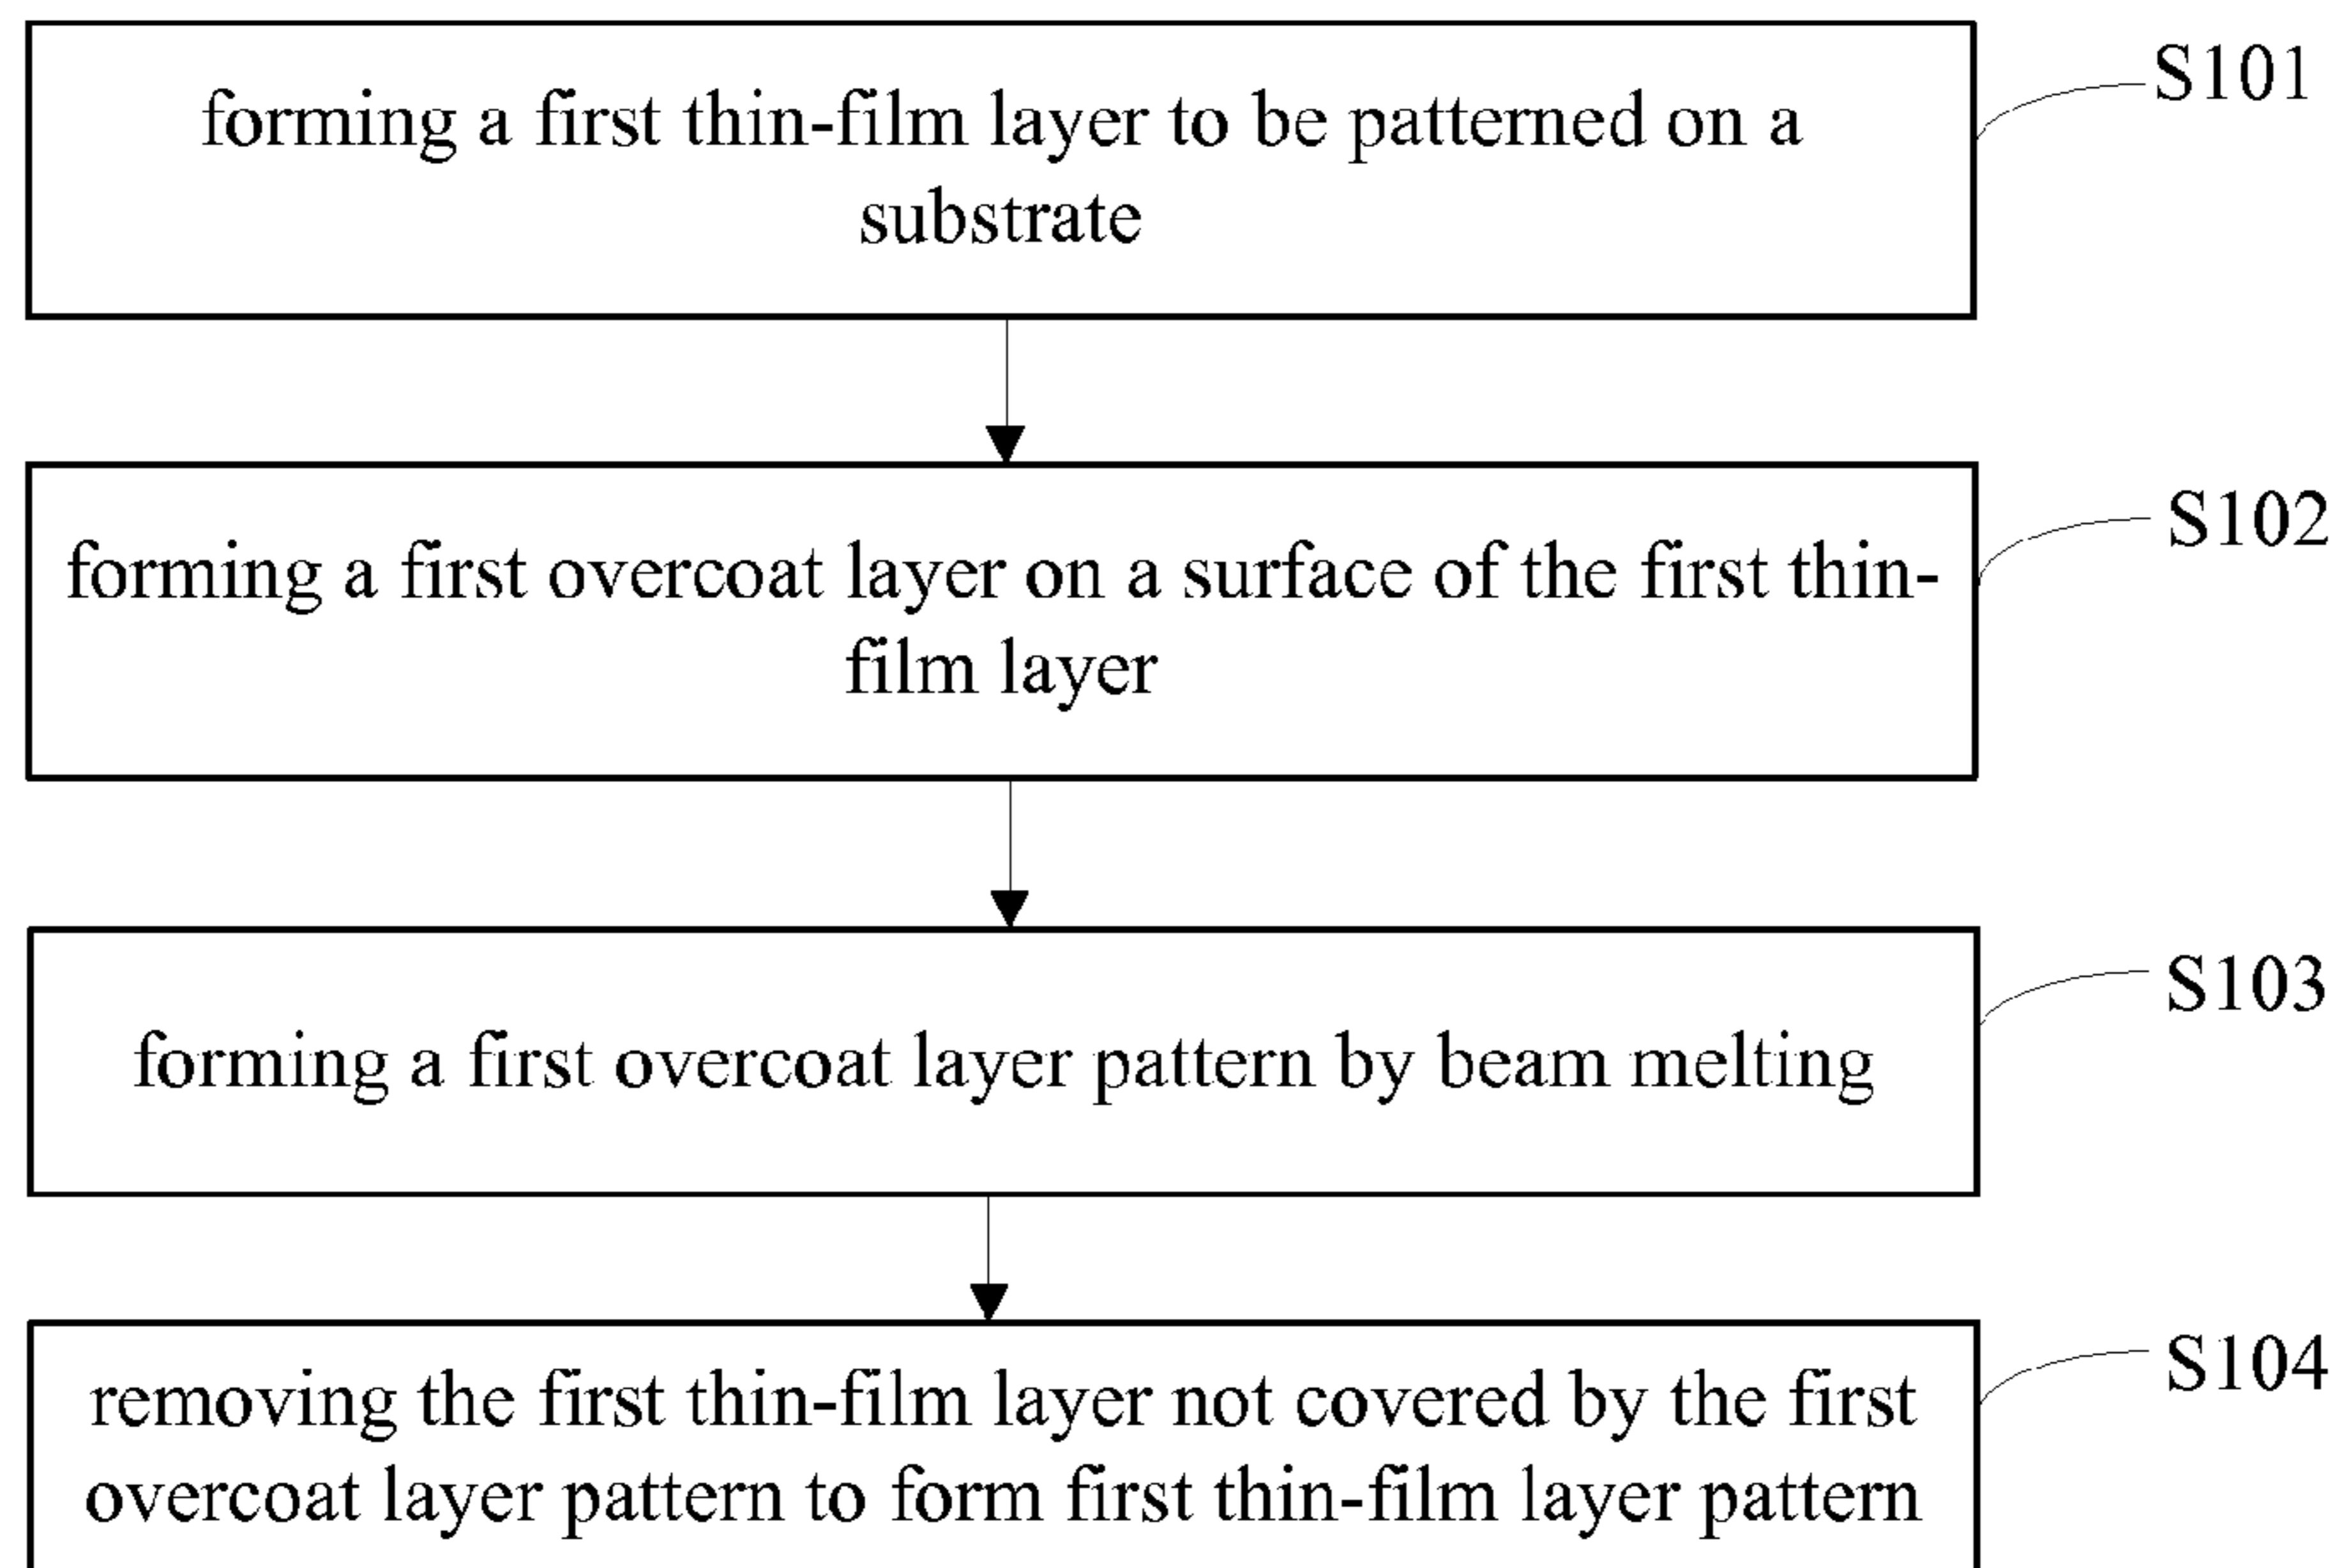 forming a first thin-film layer to be patterned on a
substrate
S101
forming a first overcoat layer on a surface of the first thin-
film layer
S102
forming a first overcoat layer pattern by beam melting
S103
removing the first thin-film layer not covered by the first
overcoat layer pattern to form first thin-film layer pattern
S104